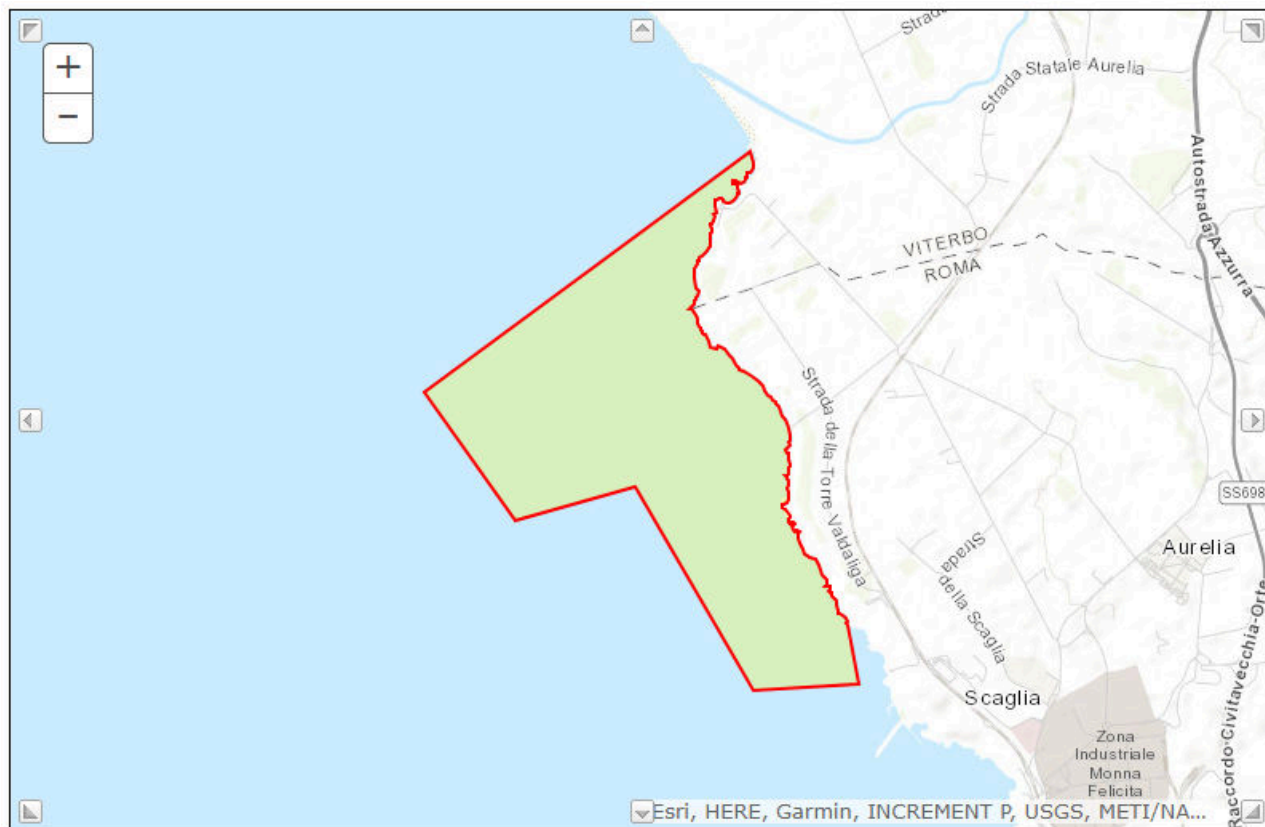 Strada
+
Strada Statale Aurelia
−
Autostrada Azzurra
VITERBO
ROMA
Strada della Torre Valdaliga
SS698
Aurelia
Strada
della Scaglia
Scaglia
Zona
Industriale
Monna
Felicita
Raccordo Civitavecchia-Orte
Esri, HERE, Garmin, INCREMENT P, USGS, METI/NA...